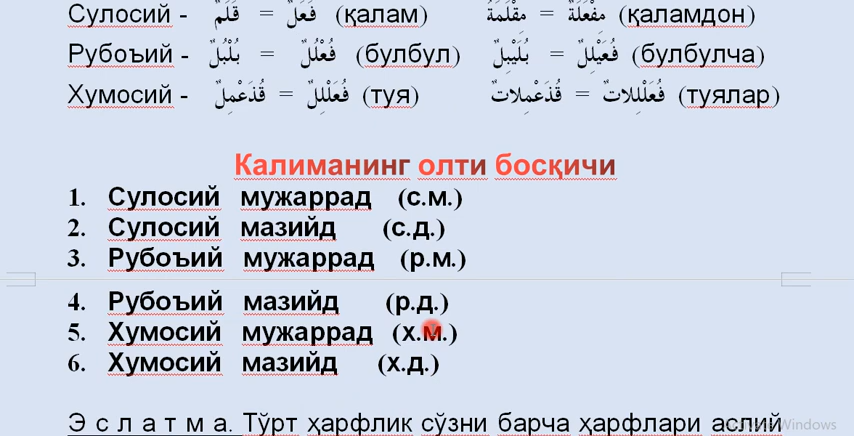 Сулосий - قَلَمٌ = فَعَلٌ (қалам) مِقْلَمَةُ = مِفْعَلَةٌ (қаламдон)
Рубоъий - بُلْبُلٌ = فُعْلُلٌ (булбул) بُلَيْبِلٌ = فُعَيْلِلٌ (булбулча)
Хумосий - قُذَعْمِلٌ = فُعَلْلِلٌ (туя) قُذَعْمِلاتٌ = فُعَلْلِلاتٌ (туялар)
Калиманинг олти босқичи
1. Сулосий мужаррад (с.м.)
2. Сулосий мазийд (с.д.)
3. Рубоъий мужаррад (р.м.)
4. Рубоъий мазийд (р.д.)
5. Хумосий мужаррад (х.м.)
6. Хумосий мазийд (х.д.)
Э с л а т м а. Тўрт ҳарфлик сўзни барча ҳарфлари аслий